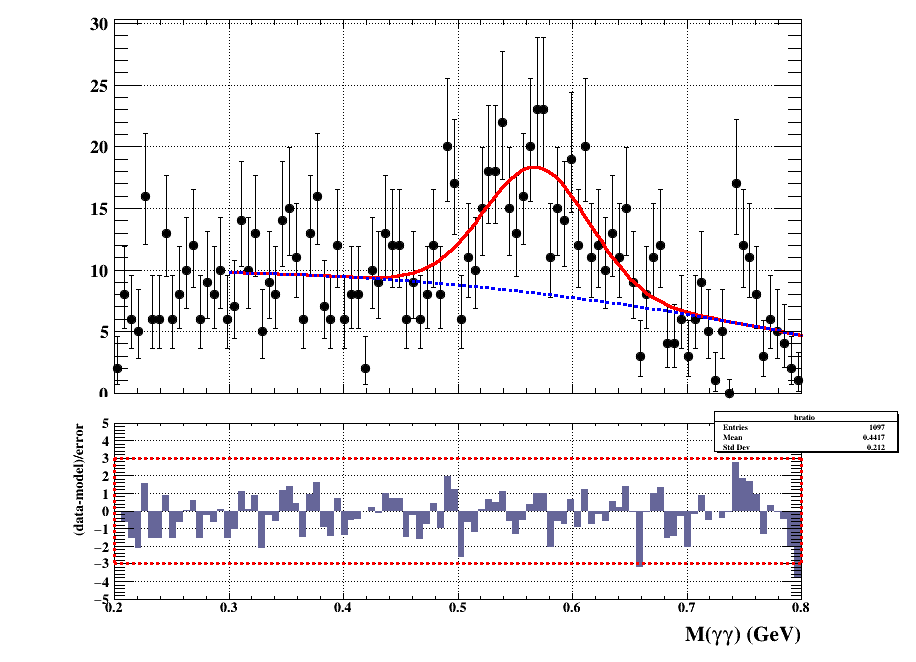 30
25
20
15
10
5
0
hratio
Entries 1097
Mean 0.4417
Std Dev 0.212
(data-model)/error
5
4
3
2
1
0
−1
−2
−3
−4
−5
0.2 0.3 0.4 0.5 0.6 0.7 0.8
M(γγ) (GeV)